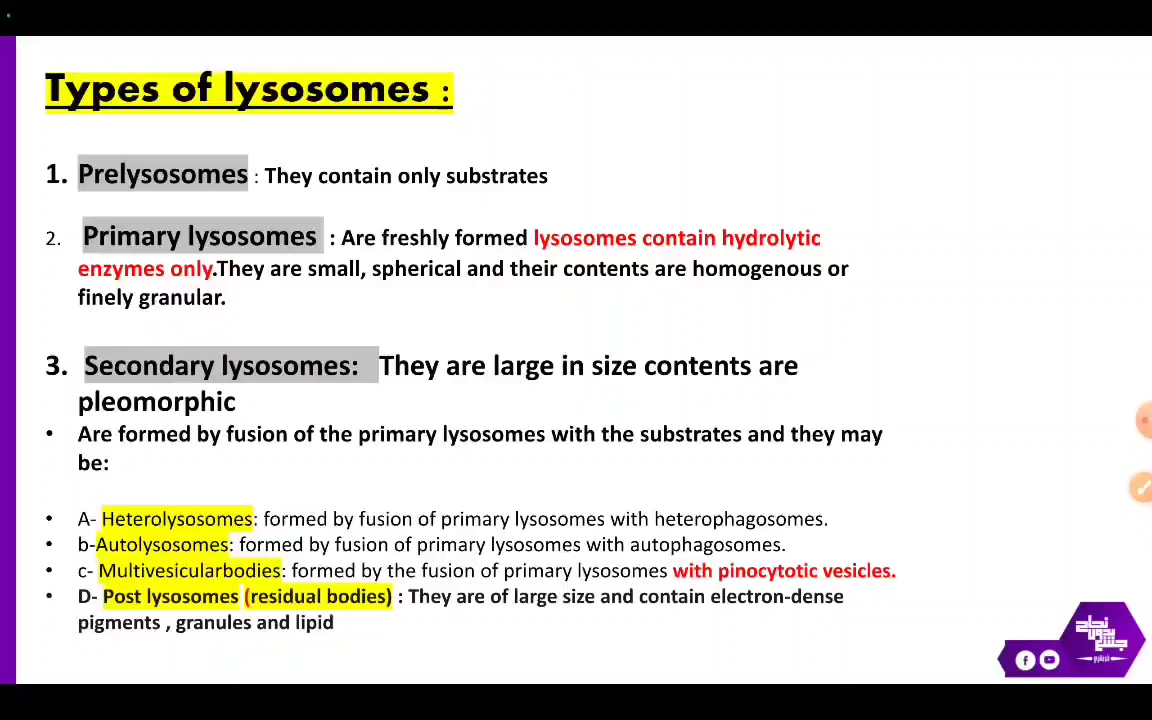 Types of lysosomes :
1. Prelysosomes : They contain only substrates
2. Primary lysosomes : Are freshly formed lysosomes contain hydrolytic
enzymes only.They are small, spherical and their contents are homogenous or
finely granular.
3. Secondary lysosomes: They are large in size contents are
pleomorphic
• Are formed by fusion of the primary lysosomes with the substrates and they may
be:
• A- Heterolysosomes: formed by fusion of primary lysosomes with heterophagosomes.
• b-Autolysosomes: formed by fusion of primary lysosomes with autophagosomes.
• c- Multivesicularbodies: formed by the fusion of primary lysosomes with pinocytotic vesicles.
• D- Post lysosomes (residual bodies) : They are of large size and contain electron-dense
pigments , granules and lipid